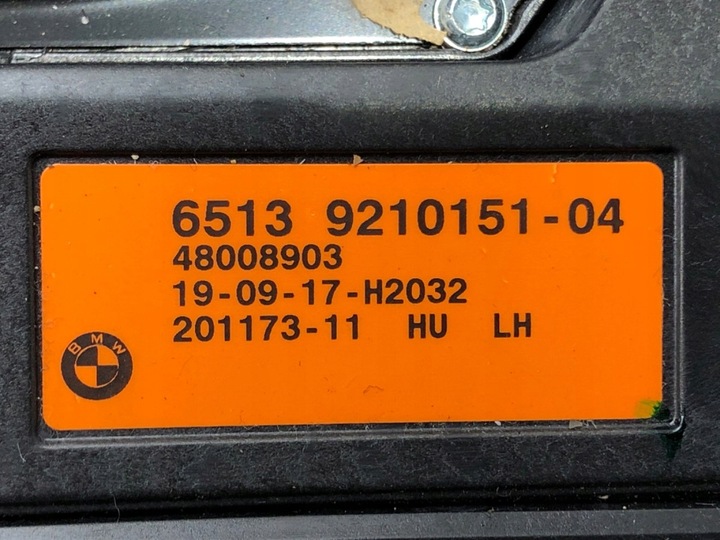 6513 9210151-04
48008903
19-09-17-H2032
201173-11 HU LH
BMW